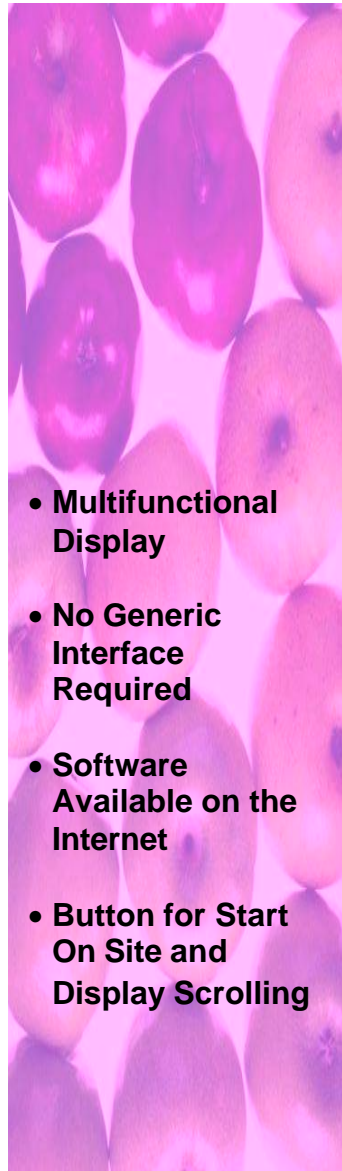 • Multifunctional
Display
• No Generic
Interface
Required
• Software
Available on the
Internet
• Button for Start
On Site and
Display Scrolling